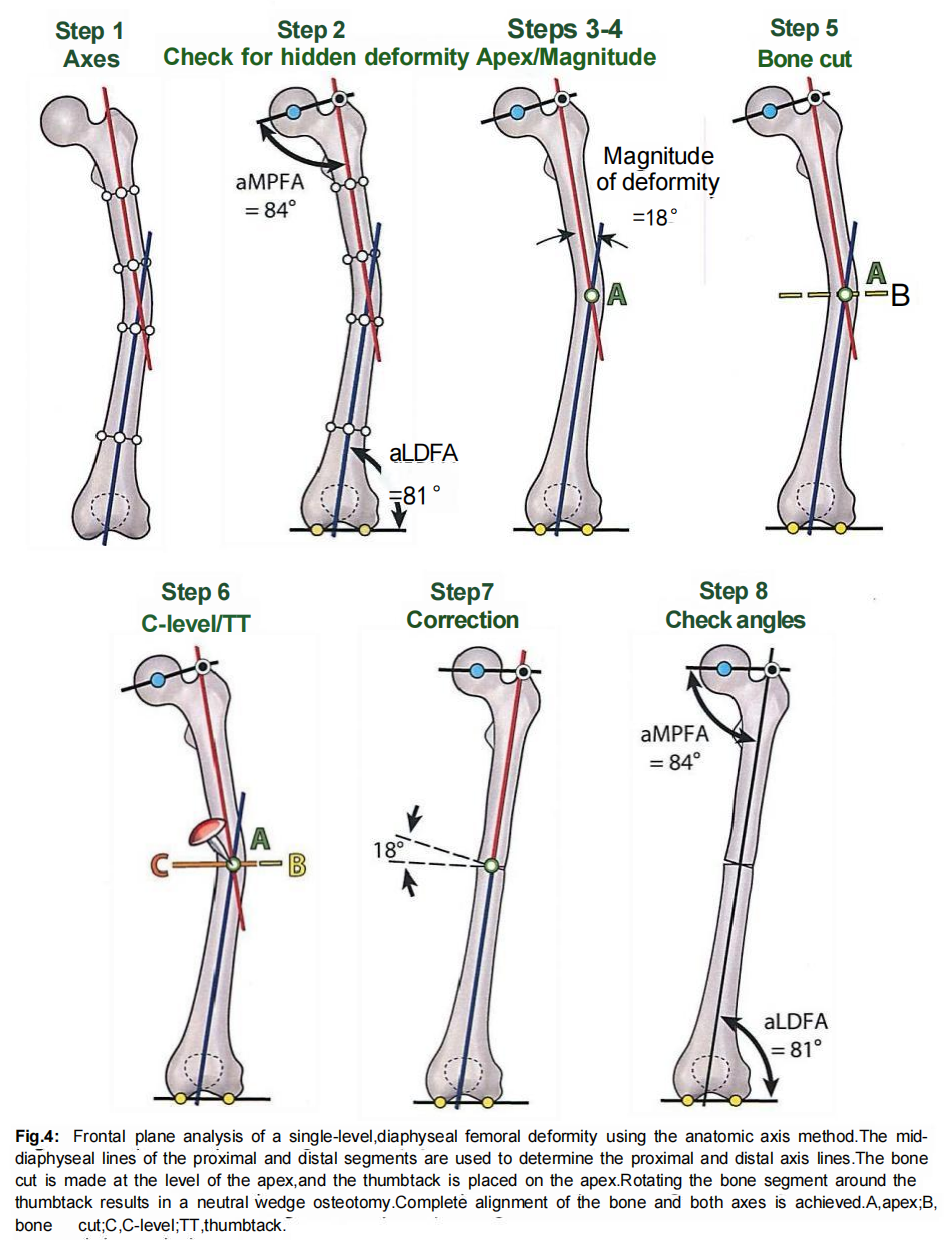 Step 1
Axes
Step 2
Check for hidden deformity
Steps 3-4
Apex/Magnitude
Step 5
Bone cut
aMPFA
= 84°
aLDFA
=81°
Magnitude
of deformity
=18°
A
A
B
Step 6
C-level/TT
Step7
Correction
Step 8
Check angles
A
C
B
18°
aMPFA
= 84°
aLDFA
= 81°
Fig.4: Frontal plane analysis of a single-level,diaphyseal femoral deformity using the anatomic axis method.The mid-
diaphyseal lines of the proximal and distal segments are used to determine the proximal and distal axis lines.The bone
cut is made at the level of the apex,and the thumbtack is placed on the apex.Rotating the bone segment around the
thumbtack results in a neutral wedge osteotomy.Complete alignment of the bone and both axes is achieved.A,apex;B,
bone cut;C,C-level;TT,thumbtack.